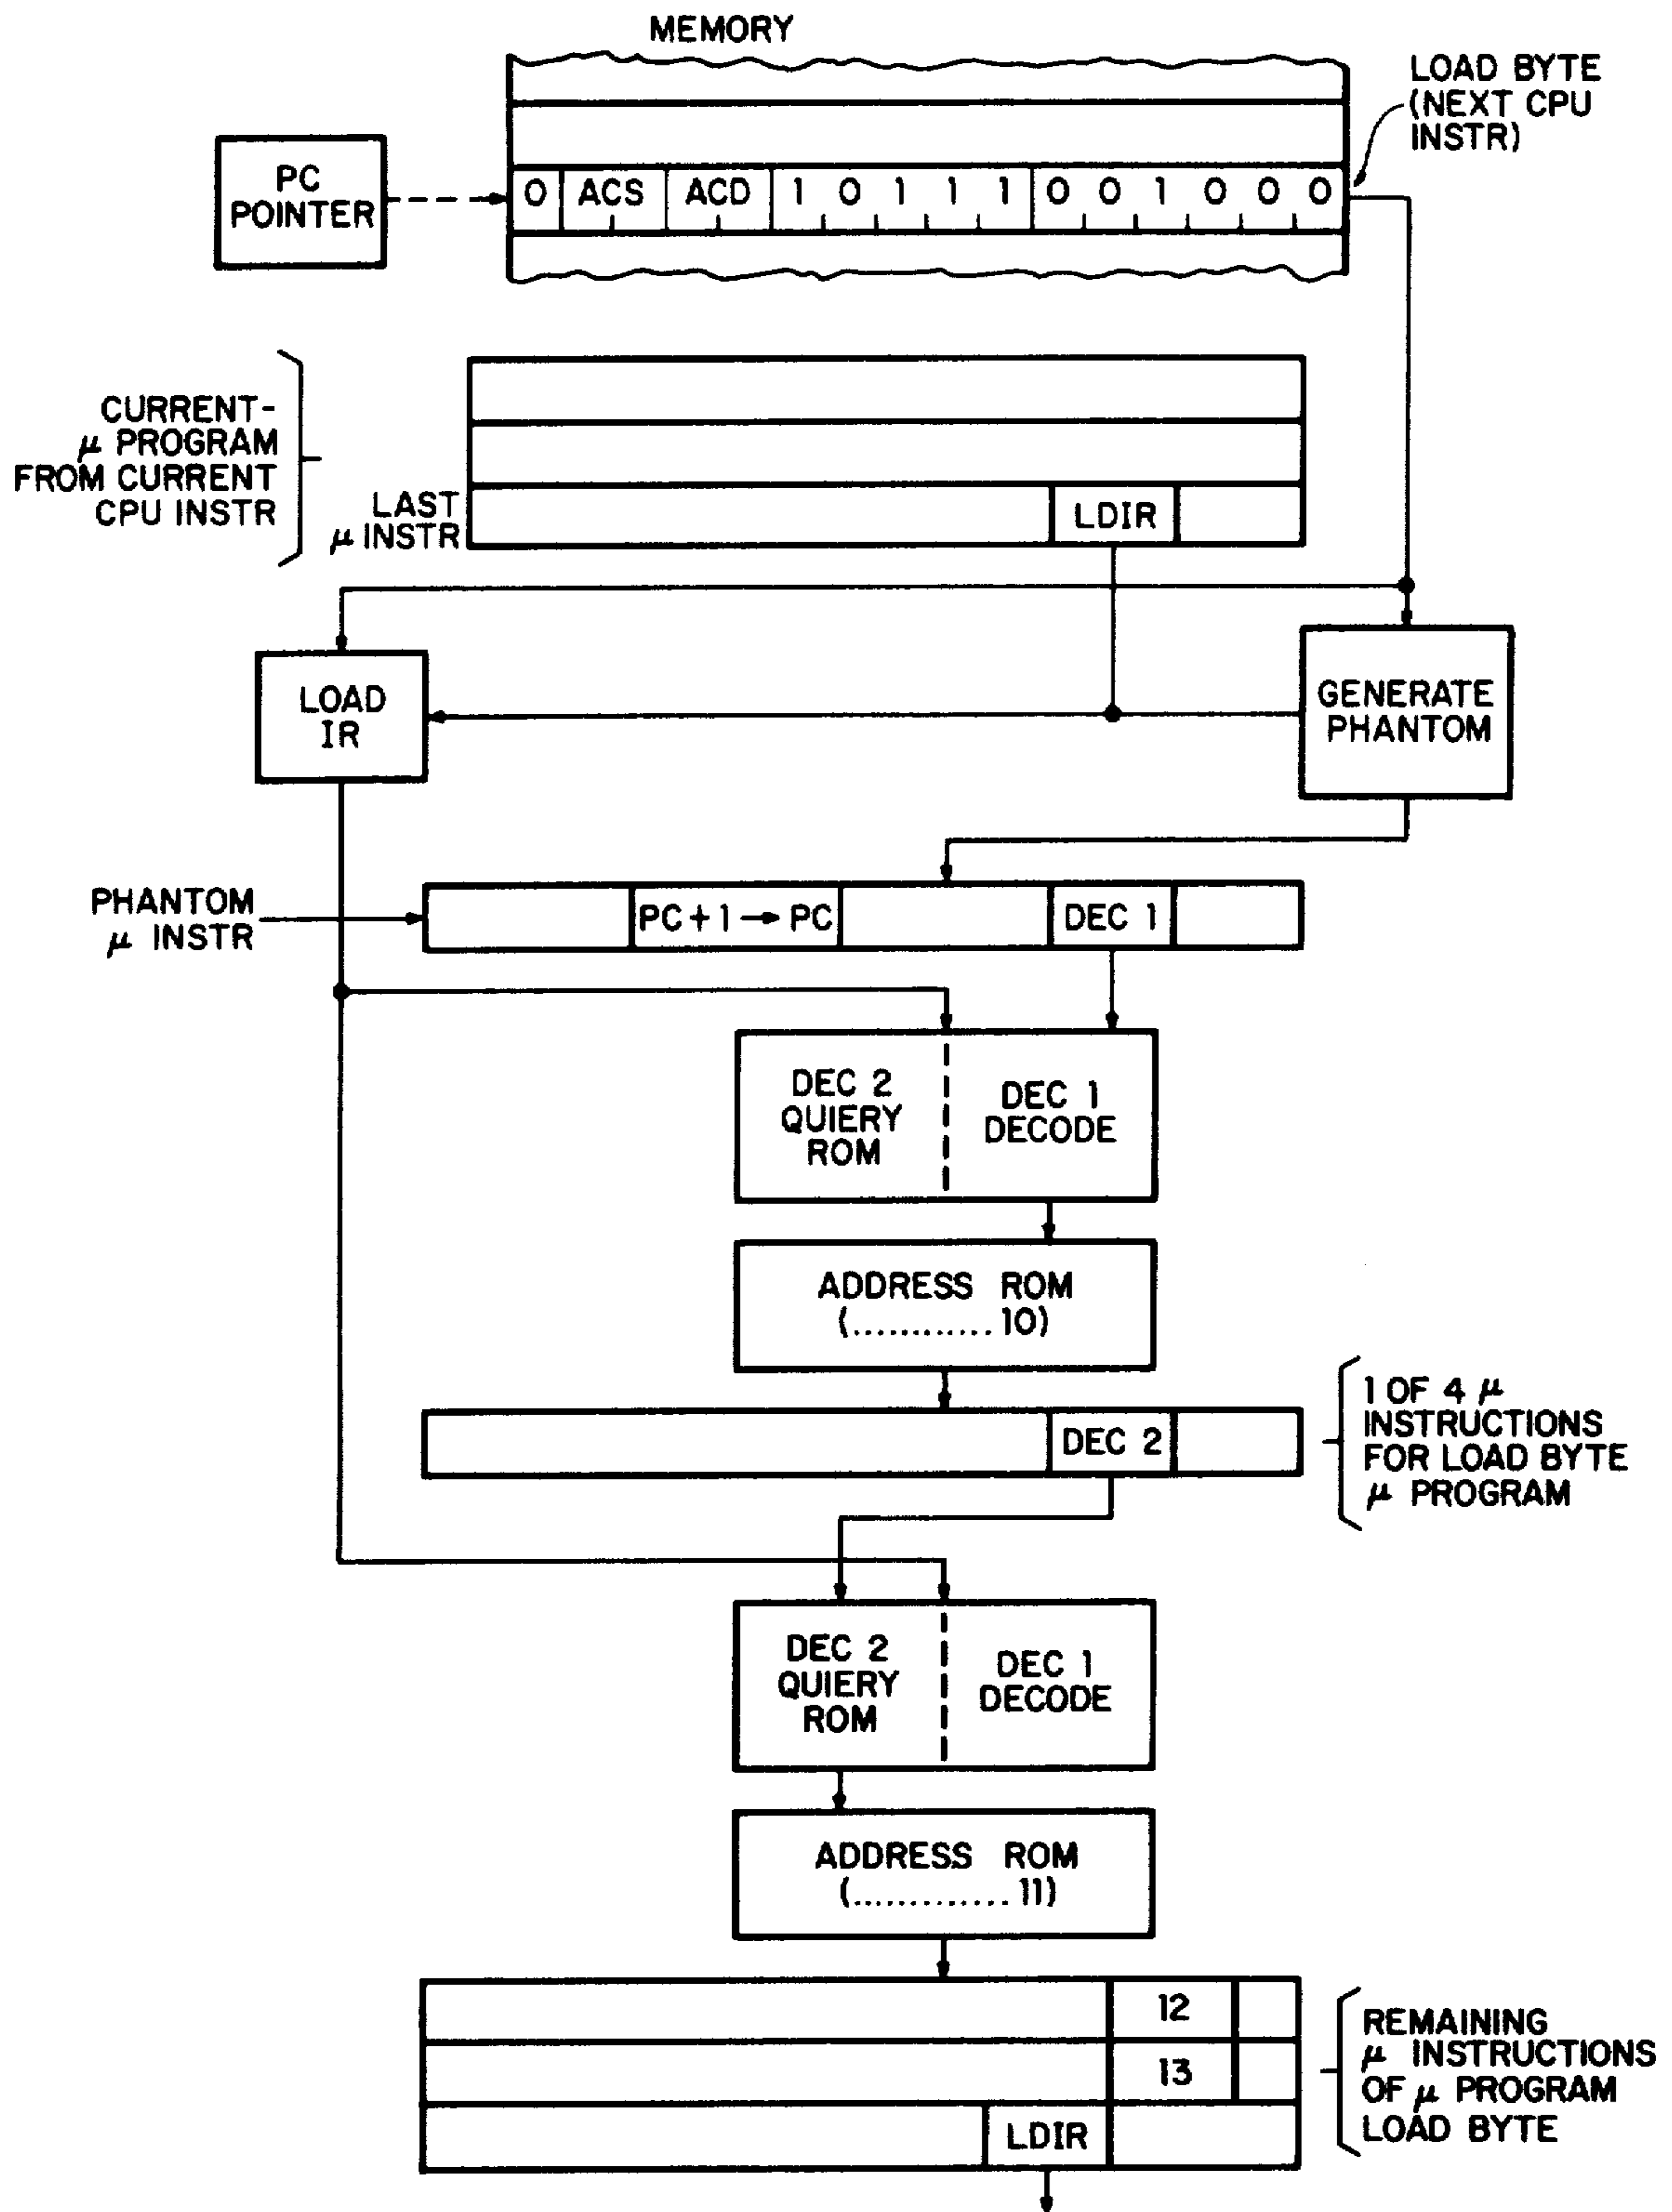 MEMORY
LOAD BYTE
(NEXT CPU
INSTR)
PC
POINTER
0 ACS ACD 1 0 1 1 1 0 0 1 0 0 0
CURRENT-
μ PROGRAM
FROM CURRENT
CPU INSTR
LAST
μ INSTR
LDIR
LOAD
IR
GENERATE
PHANTOM
PHANTOM
μ INSTR
PC+1→PC
DEC 1
DEC 2
QUIERY
ROM
DEC 1
DECODE
ADDRESS ROM
(............10)
DEC 2
1 OF 4 μ
INSTRUCTIONS
FOR LOAD BYTE
μ PROGRAM
DEC 2
QUIERY
ROM
DEC 1
DECODE
ADDRESS ROM
(.............11)
12
13
LDIR
REMAINING
μ INSTRUCTIONS
OF μ PROGRAM
LOAD BYTE